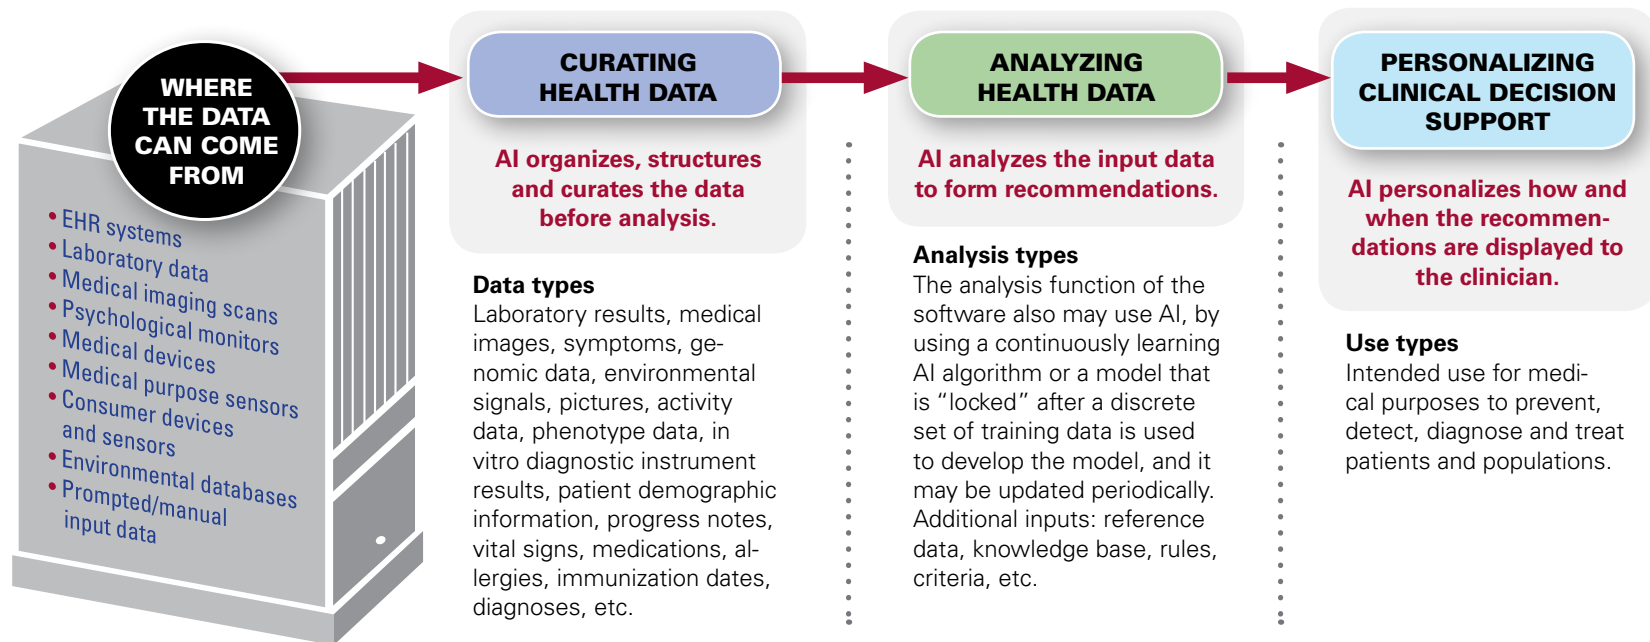 WHERE
THE DATA
CAN COME
FROM
• EHR systems
• Laboratory data
• Medical imaging scans
• Psychological monitors
• Medical devices
• Medical purpose sensors
• Consumer devices
and sensors
• Environmental databases
• Prompted/manual
input data
CURATING
HEALTH DATA
AI organizes, structures
and curates the data
before analysis.
Data types
Laboratory results, medical
images, symptoms, ge-
nomic data, environmental
signals, pictures, activity
data, phenotype data, in
vitro diagnostic instrument
results, patient demographic
information, progress notes,
vital signs, medications, al-
lergies, immunization dates,
diagnoses, etc.
ANALYZING
HEALTH DATA
AI analyzes the input data
to form recommendations.
Analysis types
The analysis function of the
software also may use AI, by
using a continuously learning
AI algorithm or a model that
is “locked” after a discrete
set of training data is used
to develop the model, and it
may be updated periodically.
Additional inputs: reference
data, knowledge base, rules,
criteria, etc.
PERSONALIZING
CLINICAL DECISION
SUPPORT
AI personalizes how and
when the recommen-
dations are displayed to
the clinician.
Use types
Intended use for medi-
cal purposes to prevent,
detect, diagnose and treat
patients and populations.